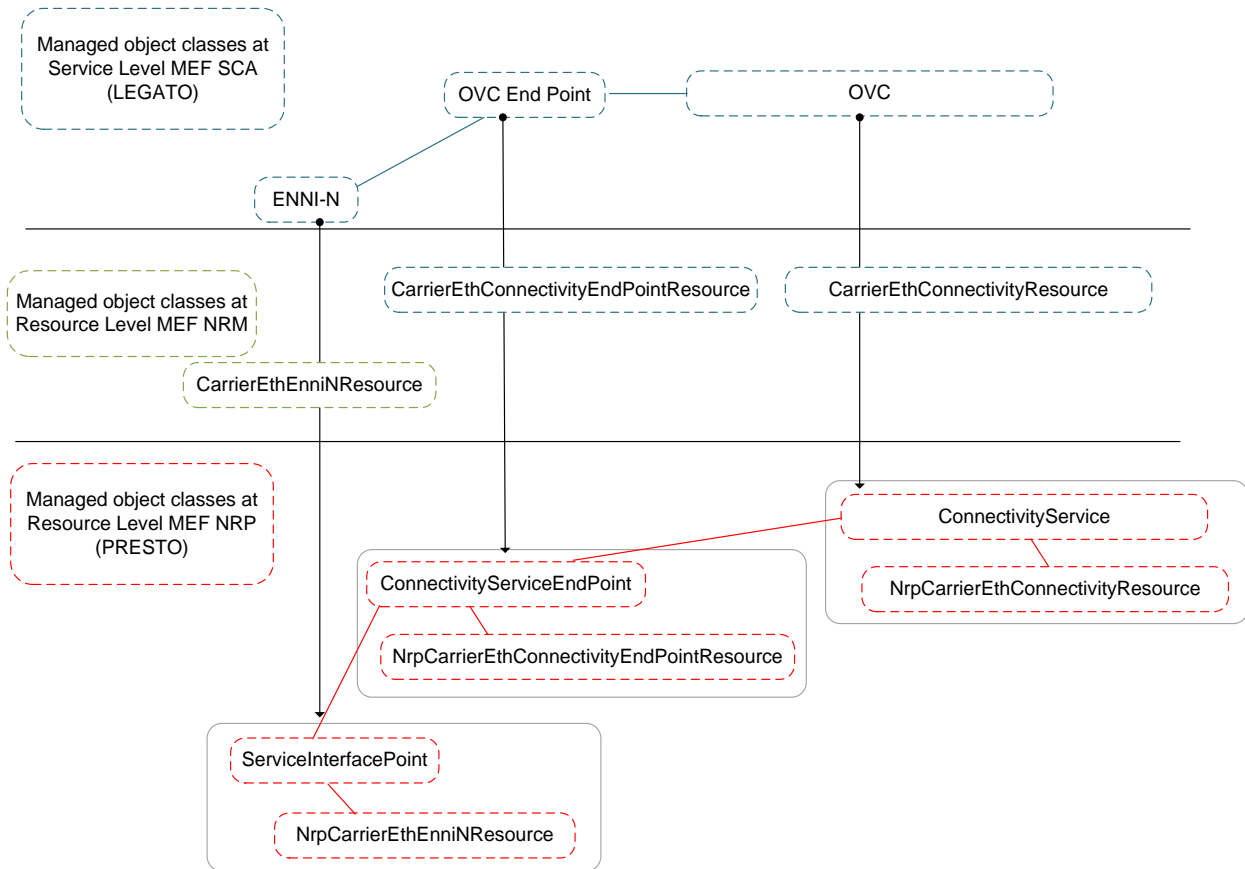 Managed object classes at
Service Level MEF SCA
(LEGATO)
OVC End Point
OVC
ENNI-N
Managed object classes at
Resource Level MEF NRM
CarrierEthConnectivityEndPointResource
CarrierEthConnectivityResource
CarrierEthEnniNResource
Managed object classes at
Resource Level MEF NRP
(PRESTO)
ConnectivityService
NrpCarrierEthConnectivityResource
ConnectivityServiceEndPoint
NrpCarrierEthConnectivityEndPointResource
ServiceInterfacePoint
NrpCarrierEthEnniNResource